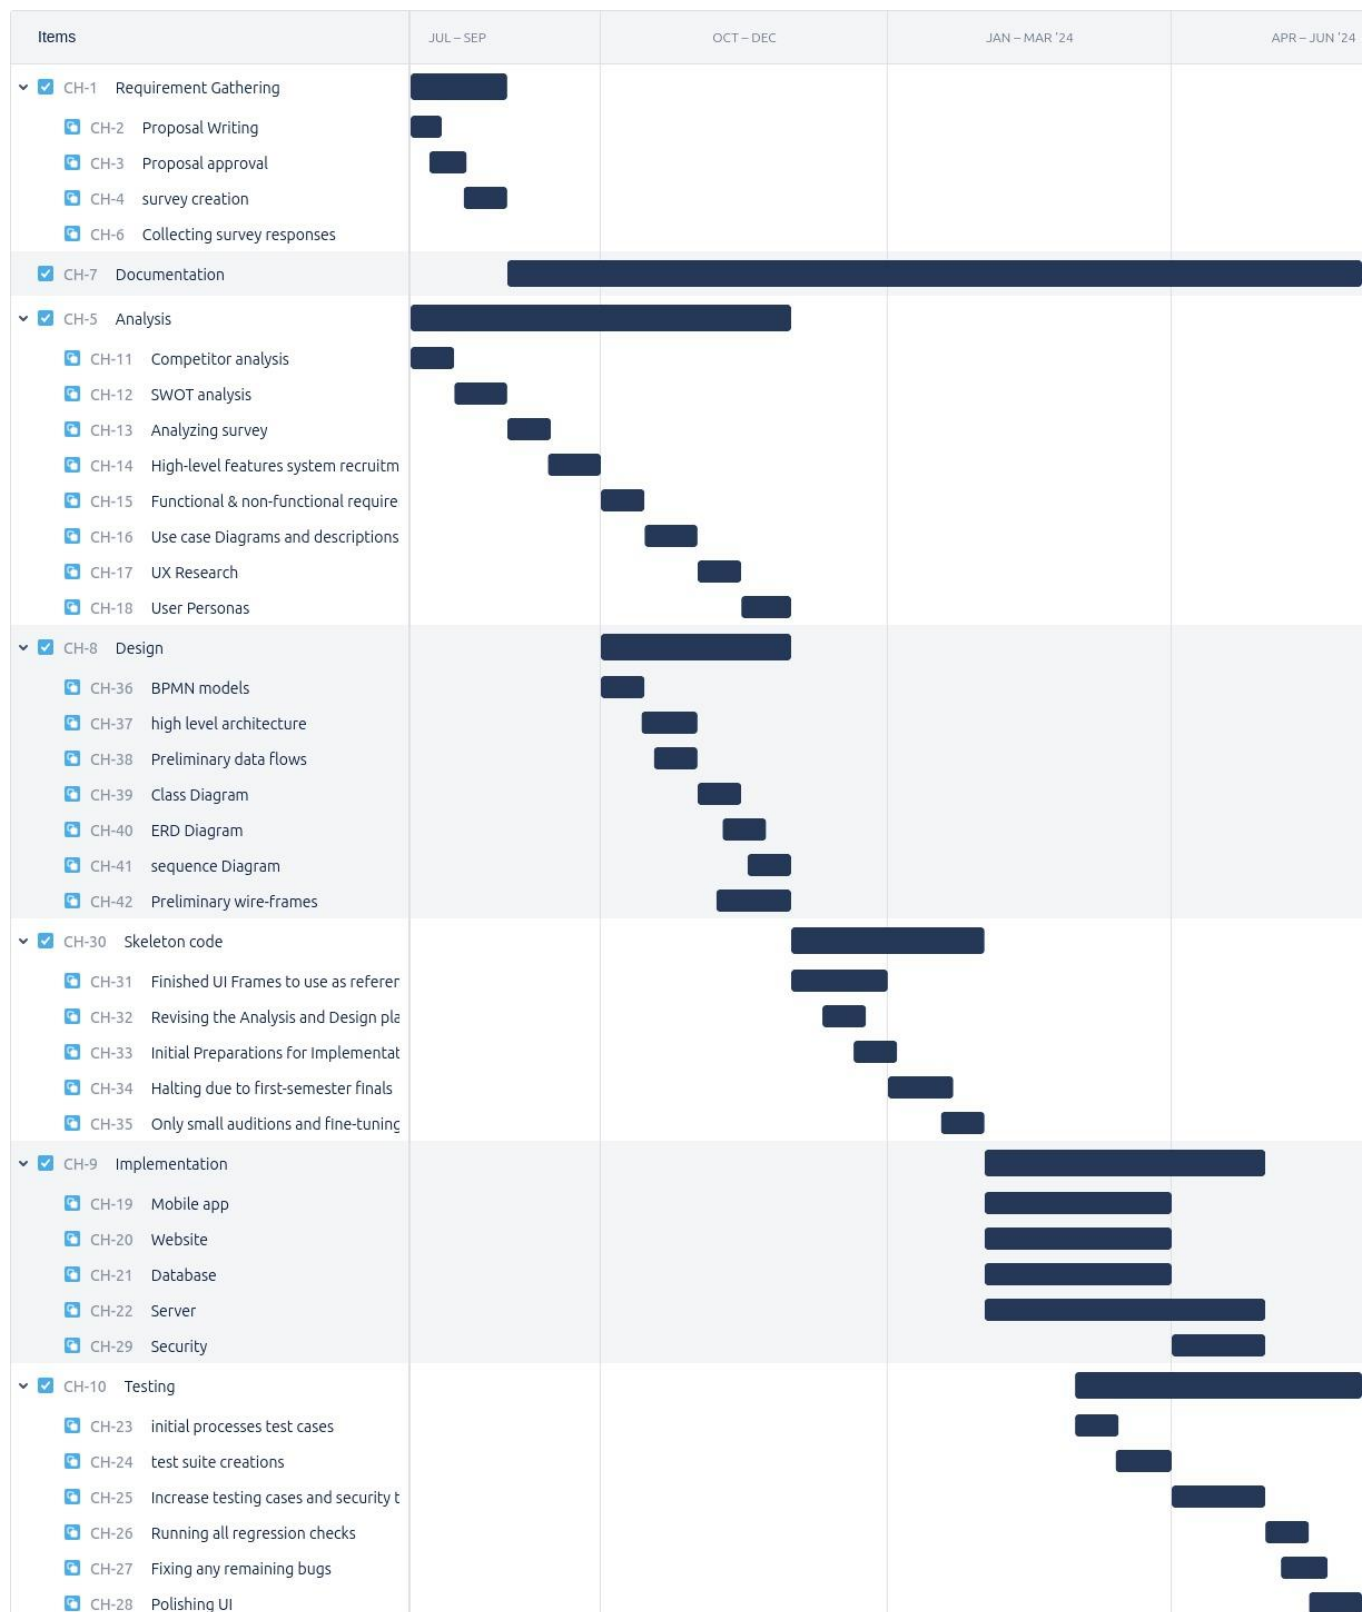 Items JUL – SEP OCT – DEC JAN – MAR '24 APR – JUN '24
CH-1 Requirement Gathering
CH-2 Proposal Writing
CH-3 Proposal approval
CH-4 survey creation
CH-6 Collecting survey responses
CH-7 Documentation
CH-5 Analysis
CH-11 Competitor analysis
CH-12 SWOT analysis
CH-13 Analyzing survey
CH-14 High-level features system recruitm
CH-15 Functional & non-functional require
CH-16 Use case Diagrams and descriptions
CH-17 UX Research
CH-18 User Personas
CH-8 Design
CH-36 BPMN models
CH-37 high level architecture
CH-38 Preliminary data flows
CH-39 Class Diagram
CH-40 ERD Diagram
CH-41 sequence Diagram
CH-42 Preliminary wire-frames
CH-30 Skeleton code
CH-31 Finished UI Frames to use as referer
CH-32 Revising the Analysis and Design pla
CH-33 Initial Preparations for Implementat
CH-34 Halting due to first-semester finals
CH-35 Only small auditions and fine-tuning
CH-9 Implementation
CH-19 Mobile app
CH-20 Website
CH-21 Database
CH-22 Server
CH-29 Security
CH-10 Testing
CH-23 initial processes test cases
CH-24 test suite creations
CH-25 Increase testing cases and security t
CH-26 Running all regression checks
CH-27 Fixing any remaining bugs
CH-28 Polishing UI